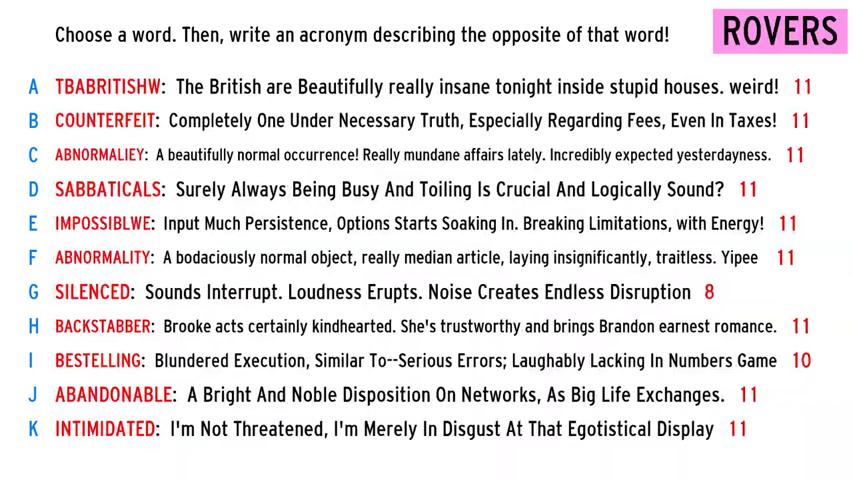 Choose a word. Then, write an acronym describing the opposite of that word!
ROVERS
A TBABRITISHW: The British are Beautifully really insane tonight inside stupid houses. weird! 11
B COUNTERFEIT: Completely One Under Necessary Truth, Especially Regarding Fees, Even In Taxes! 11
C ABNORMALIEY: A beautifully normal occurrence! Really mundane affairs lately. Incredibly expected yesterdayness. 11
D SABBATICALS: Surely Always Being Busy And Toiling Is Crucial And Logically Sound? 11
E IMPOSSIBLWE: Input Much Persistence, Options Starts Soaking In. Breaking Limitations, with Energy! 11
F ABNORMALITY: A bodaciously normal object, really median article, laying insignificantly, traitless. Yipee 11
G SILENCED: Sounds Interrupt. Loudness Erupts. Noise Creates Endless Disruption 8
H BACKSTABBER: Brooke acts certainly kindhearted. She's trustworthy and brings Brandon earnest romance. 11
I BESTELLING: Blundered Execution, Similar To--Serious Errors; Laughably Lacking In Numbers Game 10
J ABANDONABLE: A Bright And Noble Disposition On Networks, As Big Life Exchanges. 11
K INTIMIDATED: I'm Not Threatened, I'm Merely In Disgust At That Egotistical Display 11